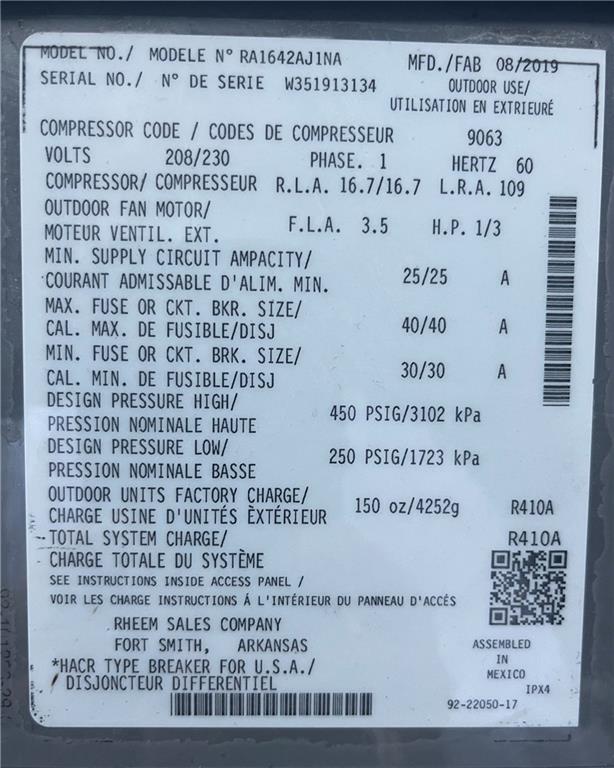 MODEL NO./ MODELE N° RA1642AJ1NA MFD./FAB 08/2019
SERIAL NO./ N° DE SERIE W351913134 OUTDOOR USE/
UTILISATION EN EXTRIEURÉ
COMPRESSOR CODE / CODES DE COMPRESSEUR 9063
VOLTS 208/230 PHASE. 1 HERTZ 60
COMPRESSOR/ COMPRESSEUR R.L.A. 16.7/16.7 L.R.A. 109
OUTDOOR FAN MOTOR/
MOTEUR VENTIL. EXT. F.L.A. 3.5 H.P. 1/3
MIN. SUPPLY CIRCUIT AMPACITY/
COURANT ADMISSABLE D'ALIM. MIN. 25/25 A
MAX. FUSE OR CKT. BKR. SIZE/
CAL. MAX. DE FUSIBLE/DISJ 40/40 A
MIN. FUSE OR CKT. BRK. SIZE/
CAL. MIN. DE FUSIBLE/DISJ 30/30 A
DESIGN PRESSURE HIGH/
PRESSION NOMINALE HAUTE 450 PSIG/3102 kPa
DESIGN PRESSURE LOW/
PRESSION NOMINALE BASSE 250 PSIG/1723 kPa
OUTDOOR UNITS FACTORY CHARGE/
CHARGE USINE D'UNITÉS ÈXTÉRIEUR 150 oz/4252g R410A
TOTAL SYSTEM CHARGE/ R410A
CHARGE TOTALE DU SYSTÈME
SEE INSTRUCTIONS INSIDE ACCESS PANEL /
VOIR LES CHARGE INSTRUCTIONS Á L'INTÉRIEUR DU PANNEAU D'ACCÉS
RHEEM SALES COMPANY
FORT SMITH, ARKANSAS
*HACR TYPE BREAKER FOR U.S.A./
DISJONCTEUR DIFFERENTIEL
ASSEMBLED
IN
MEXICO
IPX4
92-22050-17